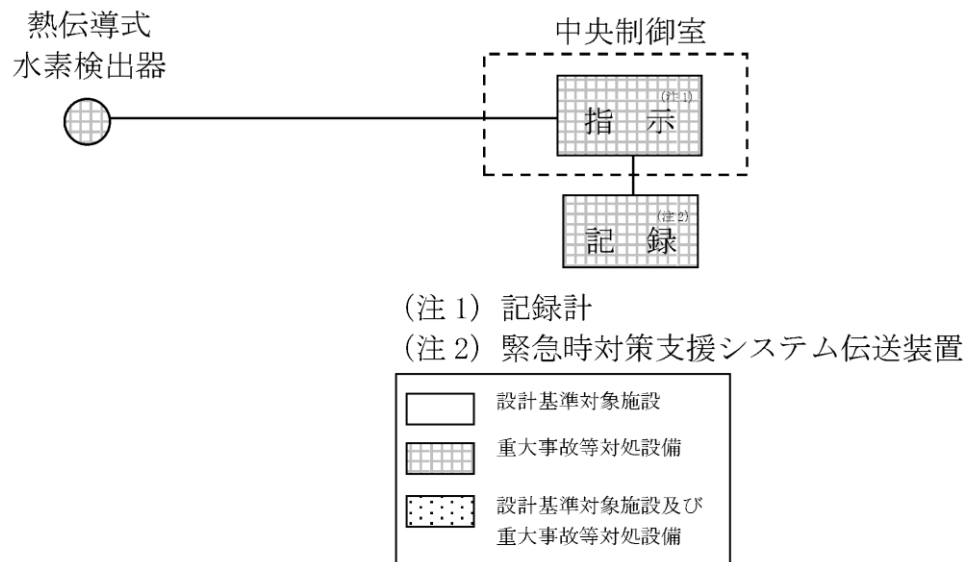 熱伝導式
水素検出器
中央制御室
指 示 (注1)
記 録 (注2)
(注 1) 記録計
(注 2) 緊急時対策支援システム伝送装置
設計基準対象施設
重大事故等対処設備
設計基準対象施設及び
重大事故等対処設備